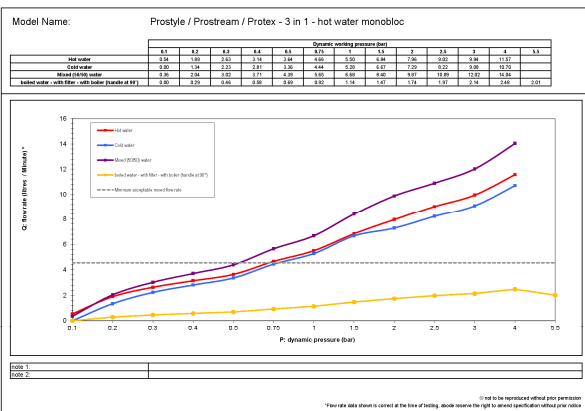 Model Name: Prostyle / Prostream / Protex - 3 in 1 - hot water monobloc
Dynamic working pressure (bar)
0.1 0.2 0.3 0.4 0.5 0.75 1 1.5 2 2.5 3 4 5.5
Hot water 0.54 1.89 2.63 3.14 3.64 4.66 5.50 6.84 7.96 9.02 9.94 11.57
Cold water 0.00 1.34 2.23 2.81 3.36 4.44 5.28 6.67 7.29 8.22 9.00 10.70
Mixed (50/50) water 0.36 2.04 3.02 3.71 4.39 5.65 6.68 8.40 9.87 10.89 12.02 14.04
boiled water - with filter - with boiler (handle at 90°) 0.00 0.29 0.46 0.58 0.69 0.92 1.14 1.47 1.74 1.97 2.14 2.48 2.01
Q: flow rate (litres / Minute) *
16
14
12
10
8
6
4
2
0
Hot water
Cold water
Mixed (50/50) water
boiled water - with filter - with boiler (handle at 90°)
Minimum acceptable mixed flow rate
0.1 0.2 0.3 0.4 0.5 0.75 1 1.5 2 2.5 3 4 5.5
P: dynamic pressure (bar)
note 1:
note 2:
© not to be reproduced without prior permission
*Flow rate data shown is correct at the time of testing, abode reserve the right to amend specification without prior notice